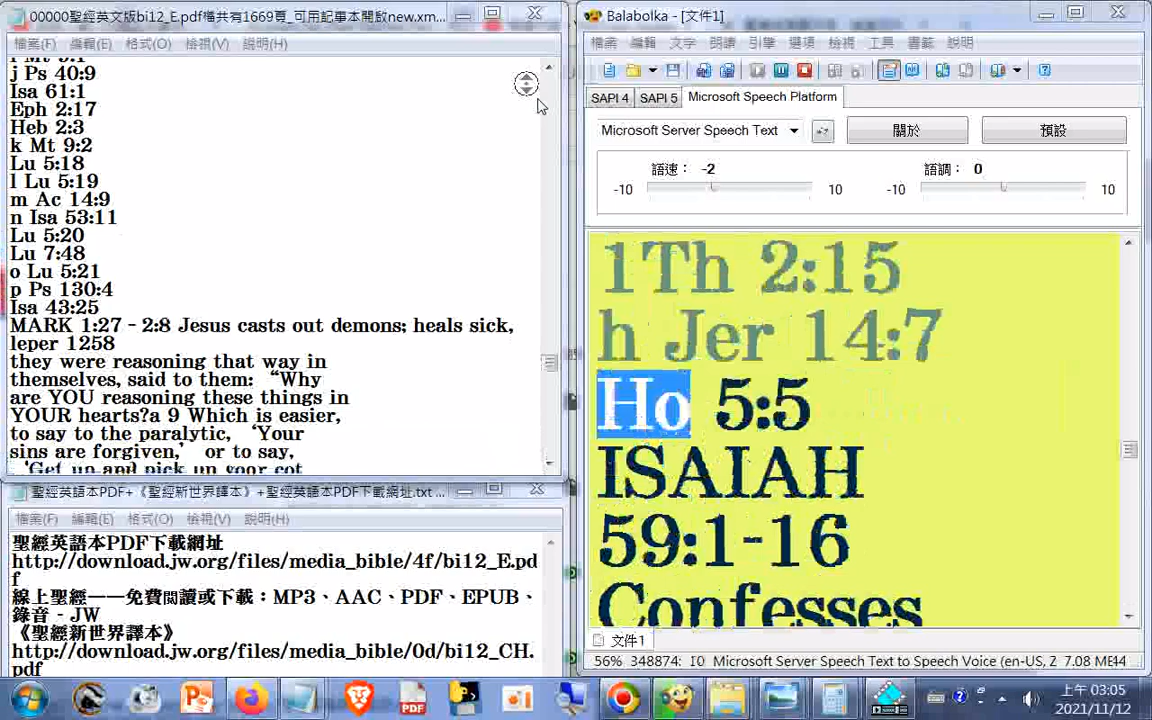 00000聖經英文版bi12_E.pdf檔共有1669頁_可用記事本開啟new.xm...
檔案(F) 編輯(E) 格式(O) 檢視(V) 說明(H)
j Ps 40:9
Isa 61:1
Eph 2:17
Heb 2:3
k Mt 9:2
Lu 5:18
l Lu 5:19
m Ac 14:9
n Isa 53:11
Lu 5:20
Lu 7:48
o Lu 5:21
p Ps 130:4
Isa 43:25
MARK 1:27 - 2:8 Jesus casts out demons; heals sick,
leper 1258
they were reasoning that way in
themselves, said to them: “Why
are YOU reasoning these things in
YOUR hearts?a 9 Which is easier,
to say to the paralytic, ‘Your
sins are forgiven,’ or to say,
‘Get up and pick up your cot
聖經英語本PDF+《聖經新世界譯本》+聖經英語本PDF下載網址.txt ...
檔案(F) 編輯(E) 格式(O) 檢視(V) 說明(H)
聖經英語本PDF下載網址
http://download.jw.org/files/media_bible/4f/bi12_E.pd
f
線上聖經——免費閱讀或下載：MP3、AAC、PDF、EPUB、
錄音 - JW
《聖經新世界譯本》
http://download.jw.org/files/media_bible/0d/bi12_CH.
pdf
Balabolka - [文件1]
檔案 編輯 文字 朗讀 引擎 選項 檢視 工具 書籤 說明
SAPI 4 SAPI 5 Microsoft Speech Platform
Microsoft Server Speech Text 關於 預設
語速： -2 語調： 0
-10 10 -10 10
1Th 2:15
h Jer 14:7
Ho 5:5
ISAIAH
59:1-16
Confesses
文件1
56% 348874: I0 Microsoft Server Speech Text to Speech Voice (en-US, 2 7.08 ME44
PDF
上午 03:05
2021/11/12